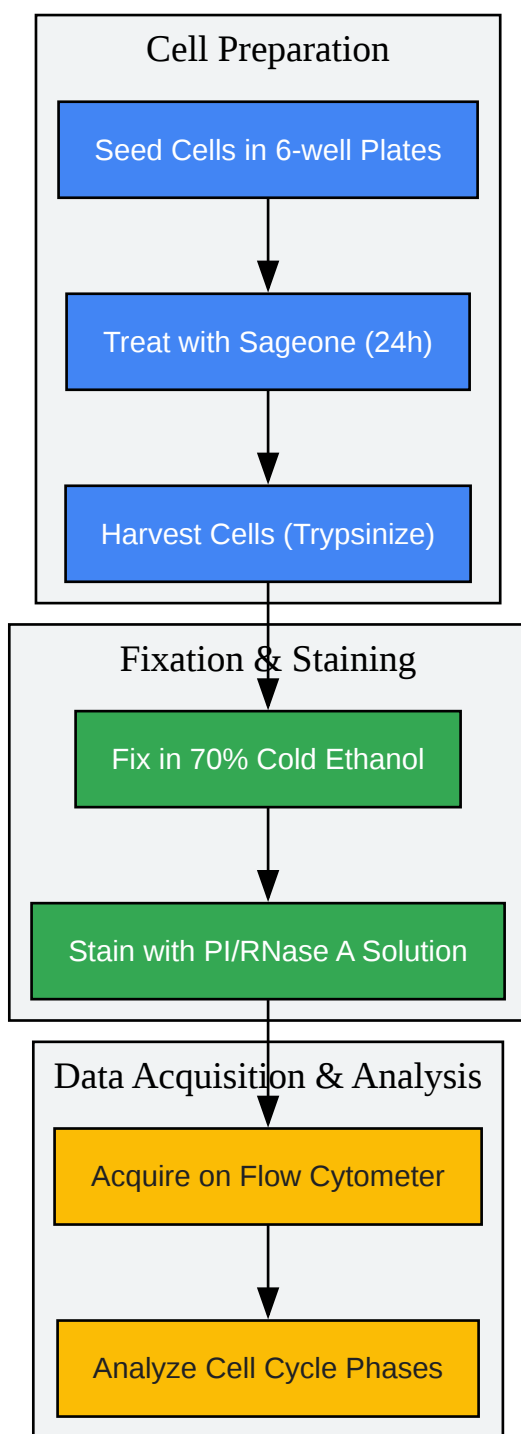 Cell Preparation
Seed Cells in 6-well Plates
Treat with Sageone (24h)
Harvest Cells (Trypsinize)
Fixation & Staining
Fix in 70% Cold Ethanol
Stain with PI/RNase A Solution
Data Acquisition & Analysis
Acquire on Flow Cytometer
Analyze Cell Cycle Phases